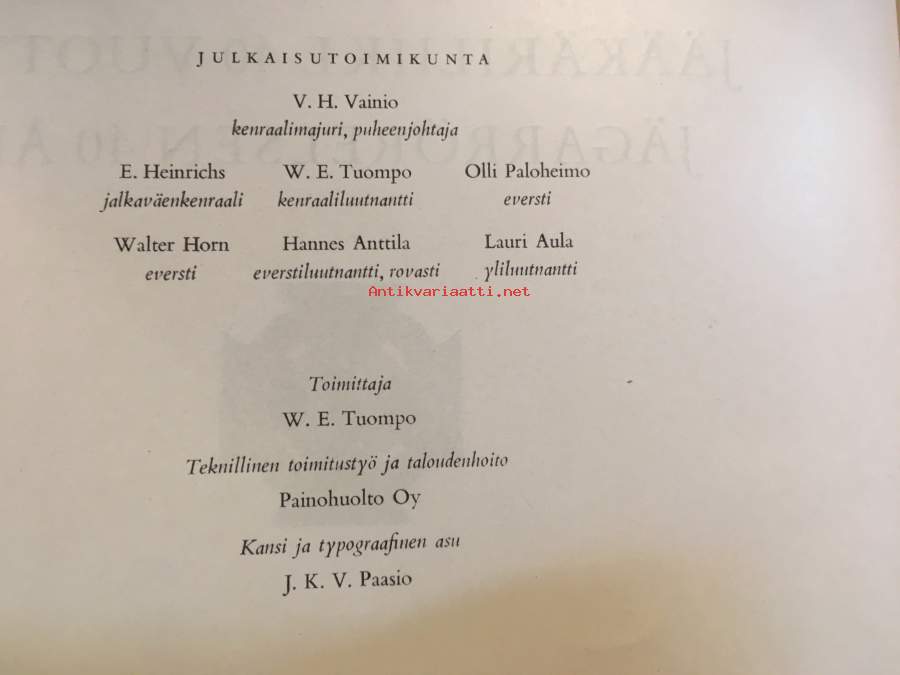 JULKAISUTOIMIKUNTA
V. H. Vainio
kenraalimajuri, puheenjohtaja
E. Heinrichs W. E. Tuompo Olli Paloheimo
jalkaväenkenraali kenraaliluutnantti eversti
Walter Horn Hannes Anttila Lauri Aula
eversti everstiluutnantti, rovasti yliluutnantti
Antikvariaatti.net
Toimittaja
W. E. Tuompo
Teknillinen toimitustyö ja taloudenhoito
Painohuolto Oy
Kansi ja typograafinen asu
J. K. V. Paasio